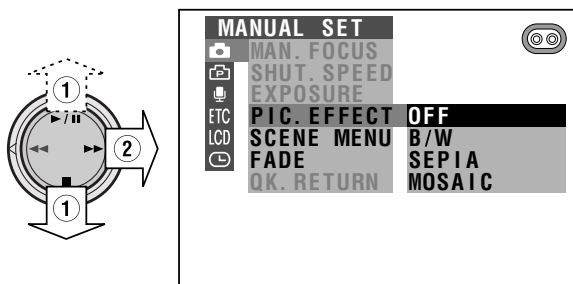 MANUAL SET
MAN. FOCUS
SHUT. SPEED
EXPOSURE
ETC PIC. EFFECT OFF
LCD SCENE MENU B/W
FADE SEPIA
QK. RETURN MOSAIC
1
2
1